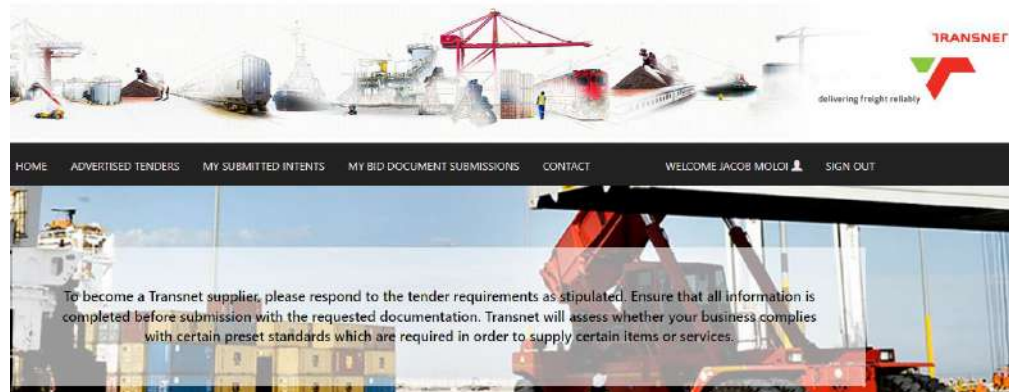 TRANSNET
delivering freight reliably
HOME ADVERTISED TENDERS MY SUBMITTED INTENTS MY BID DOCUMENT SUBMISSIONS CONTACT WELCOME JACOB MOLOI SIGN OUT
To become a Transnet supplier, please respond to the tender requirements as stipulated. Ensure that all information is
completed before submission with the requested documentation. Transnet will assess whether your business complies
with certain preset standards which are required in order to supply certain items or services.